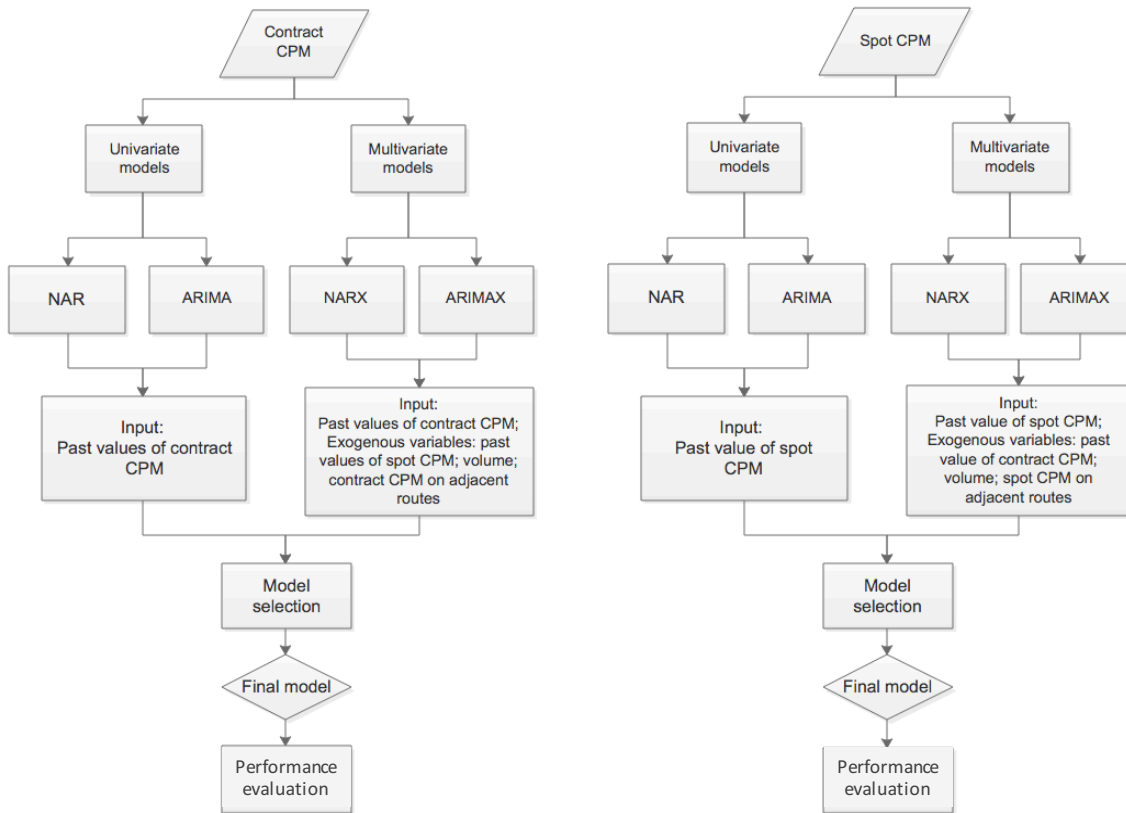 Contract
CPM
Univariate
models
Multivariate
models
NAR
ARIMA
NARX
ARIMAX
Input:
Past values of contract
CPM
Input:
Past values of contract CPM;
Exogenous variables: past
values of spot CPM; volume;
contract CPM on adjacent
routes
Model
selection
Final model
Performance
evaluation
Spot CPM
Univariate
models
Multivariate
models
NAR
ARIMA
NARX
ARIMAX
Input:
Past value of spot
CPM
Input:
Past value of spot CPM;
Exogenous variables: past
value of contract CPM;
volume; spot CPM on
adjacent routes
Model
selection
Final model
Performance
evaluation